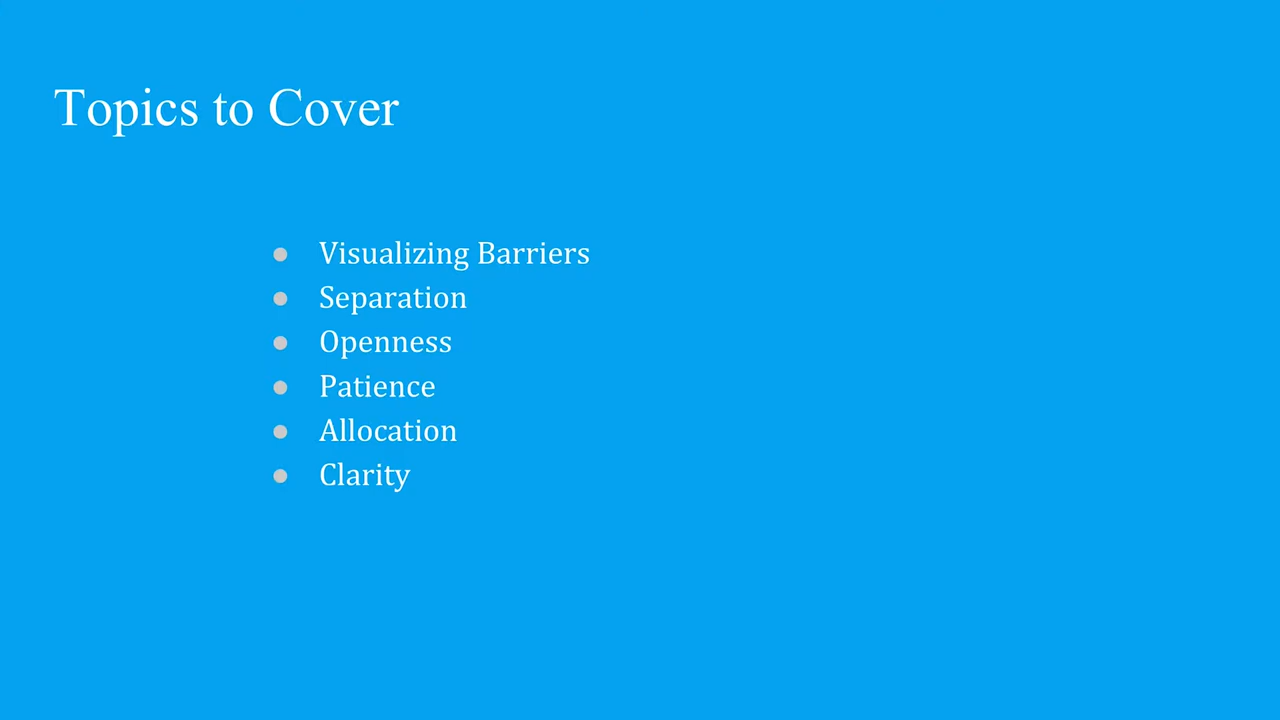 Topics to Cover
● Visualizing Barriers
● Separation
● Openness
● Patience
● Allocation
● Clarity